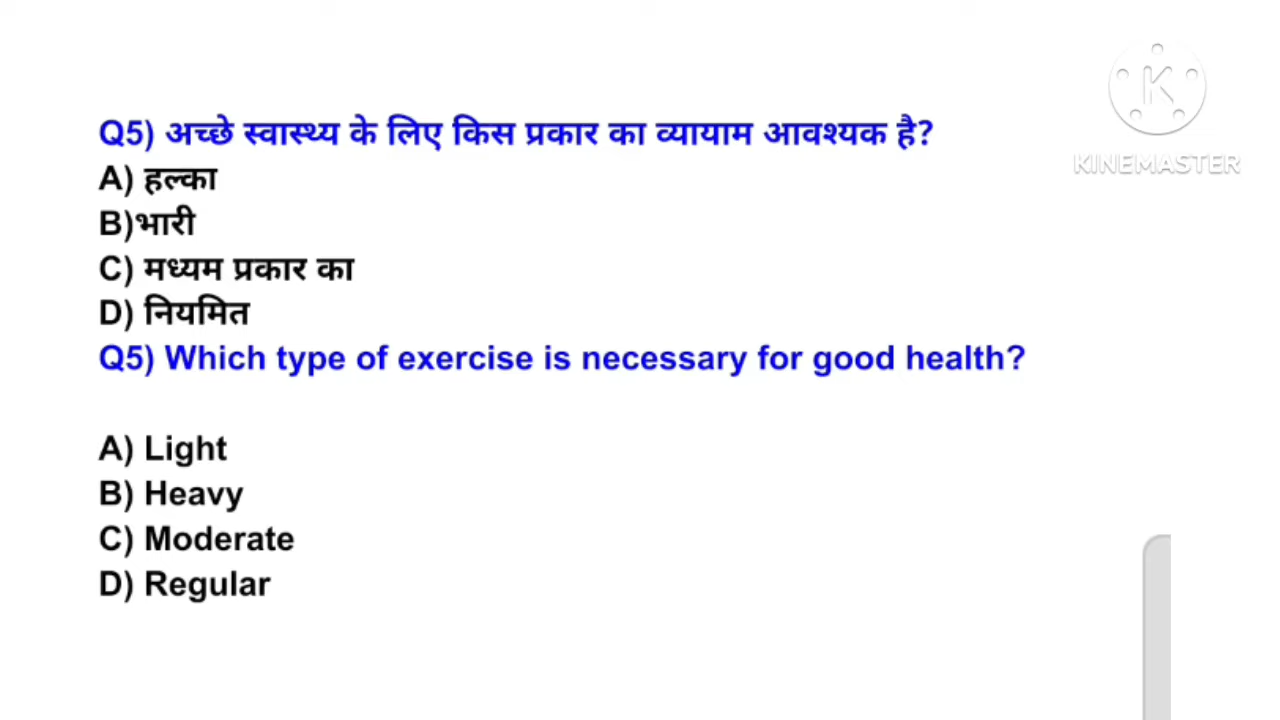 Q5) अच्छे स्वास्थ्य के लिए किस प्रकार का व्यायाम आवश्यक है?
A) हल्का
B)भारी
C) मध्यम प्रकार का
D) नियमित
Q5) Which type of exercise is necessary for good health?
A) Light
B) Heavy
C) Moderate
D) Regular
K
KINEMASTER